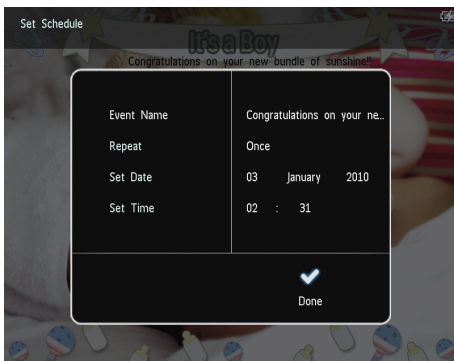 Set Schedule
It's a Boy
Congratulations on your new bundle of sunshine!!
Event Name Congratulations on your ne...
Repeat Once
Set Date 03 January 2010
Set Time 02 : 31
Done